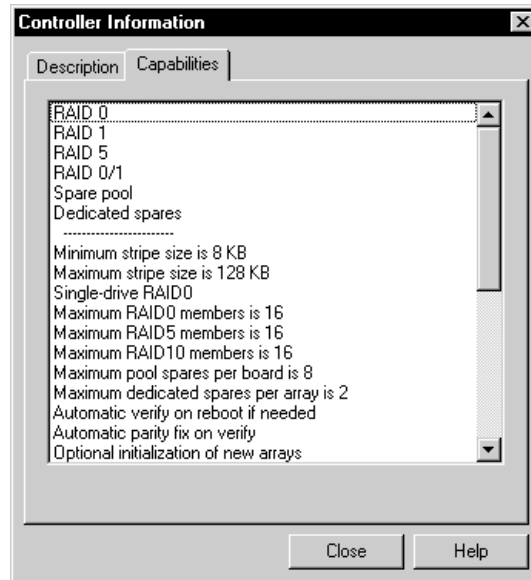 Controller Information
Description
Capabilities
RAID 0
RAID 1
RAID 5
RAID 0/1
Spare pool
Dedicated spares
------------------------
Minimum stripe size is 8 KB
Maximum stripe size is 128 KB
Single-drive RAID0
Maximum RAID0 members is 16
Maximum RAID5 members is 16
Maximum RAID10 members is 16
Maximum pool spares per board is 8
Maximum dedicated spares per array is 2
Automatic verify on reboot if needed
Automatic parity fix on verify
Optional initialization of new arrays
Close
Help